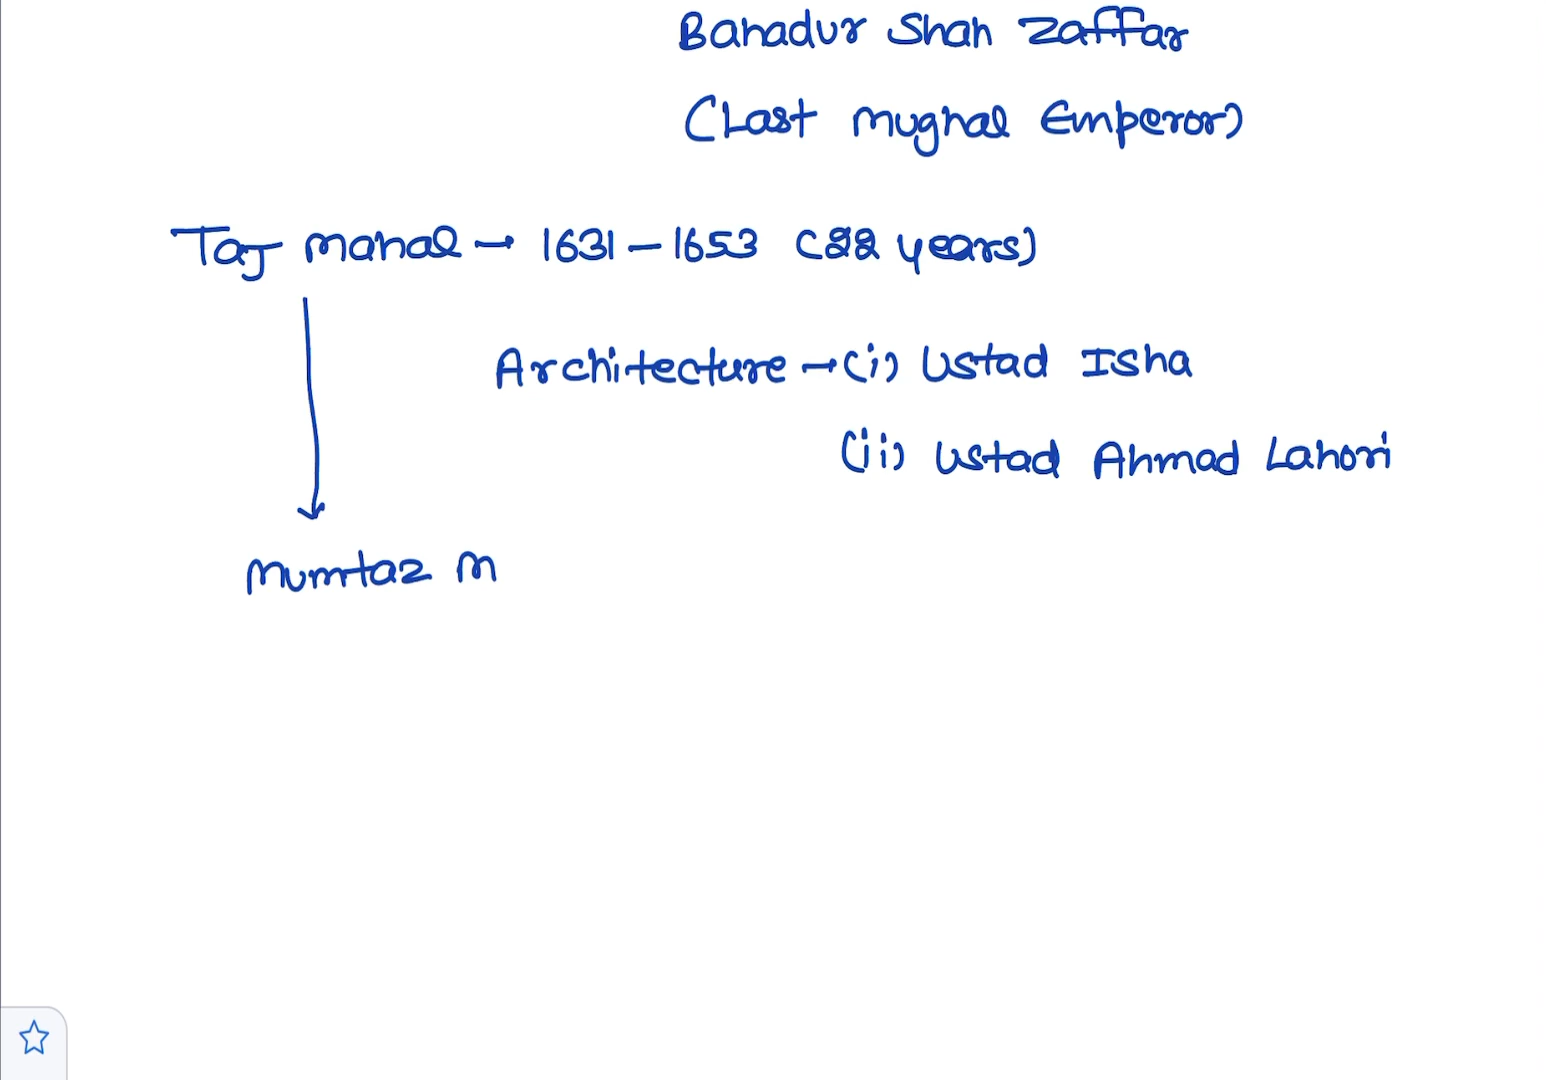 Bahadur Shah Zaffar
(Last Mughal Emperor)
Taj Mahal → 1631 – 1653 (22 years)
Architecture → (i) Ustad Isha
(ii) Ustad Ahmad Lahori
Mumtaz M